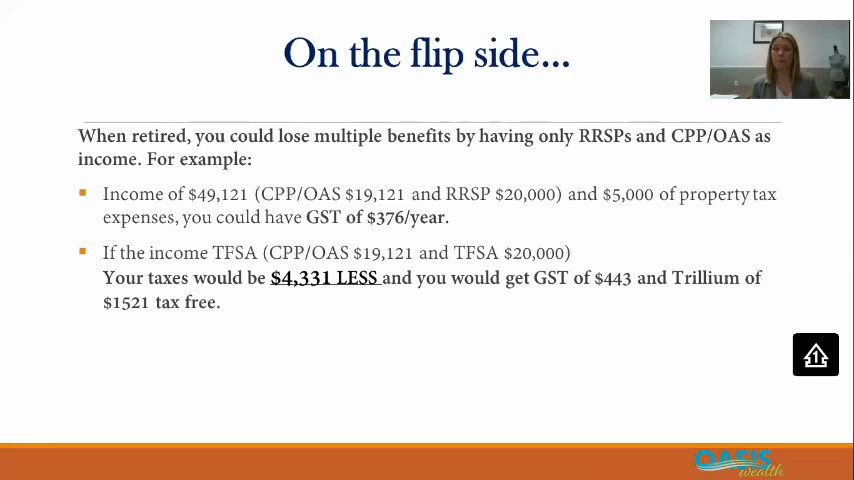 On the flip side...
When retired, you could lose multiple benefits by having only RRSPs and CPP/OAS as
income. For example:
Income of $49,121 (CPP/OAS $19,121 and RRSP $20,000) and $5,000 of property tax
expenses, you could have GST of $376/year.
If the income TFSA (CPP/OAS $19,121 and TFSA $20,000)
Your taxes would be $4,331 LESS and you would get GST of $443 and Trillium of
$1521 tax free.
1
OASIS
wealth